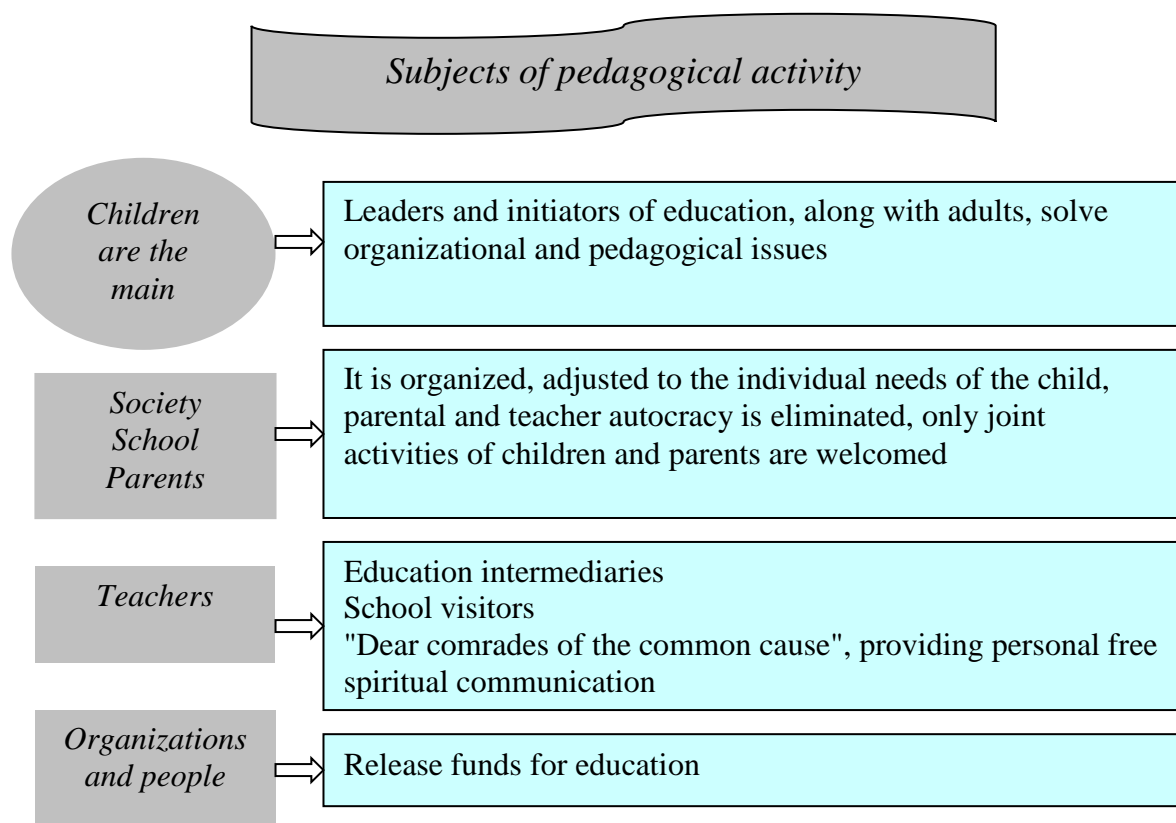 Subjects of pedagogical activity
Children
are the
main
Leaders and initiators of education, along with adults, solve
organizational and pedagogical issues
Society
School
Parents
It is organized, adjusted to the individual needs of the child,
parental and teacher autocracy is eliminated, only joint
activities of children and parents are welcomed
Teachers
Education intermediaries
School visitors
"Dear comrades of the common cause", providing personal free
spiritual communication
Organizations
and people
Release funds for education